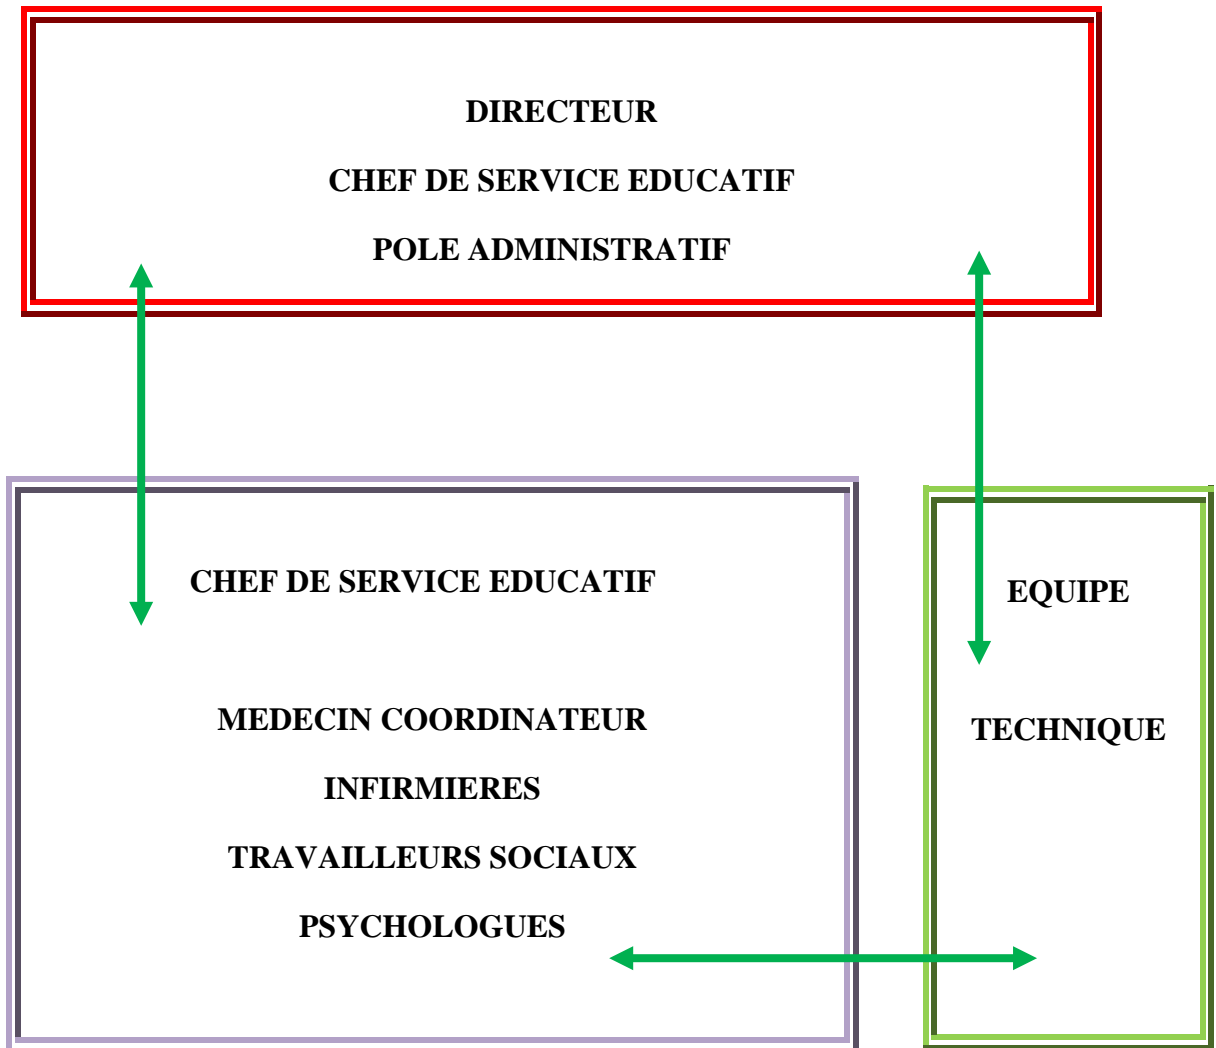 DIRECTEUR
CHEF DE SERVICE EDUCATIF
POLE ADMINISTRATIF
CHEF DE SERVICE EDUCATIF
MEDECIN COORDINATEUR
INFIRMIERES
TRAVAILLEURS SOCIAUX
PSYCHOLOGUES
EQUIPE
TECHNIQUE